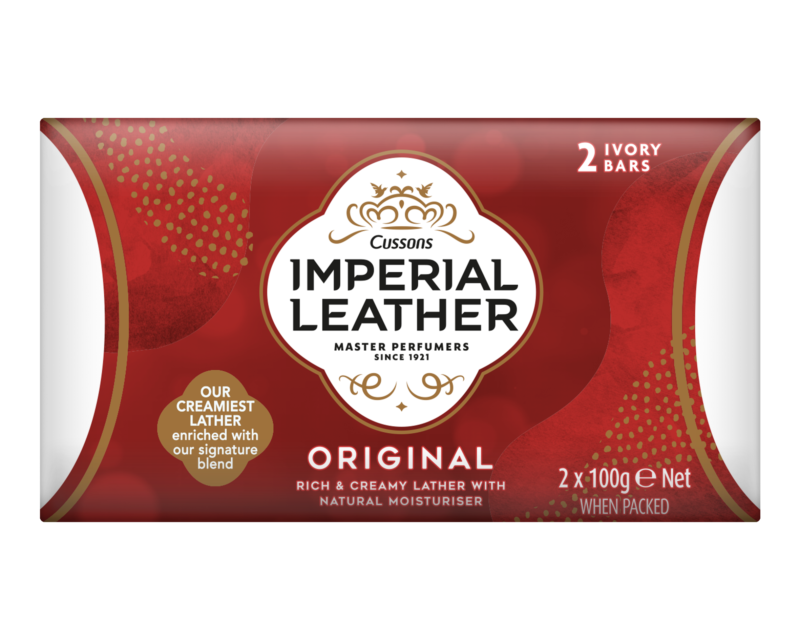 2 IVORY
BARS
Cussons
IMPERIAL
LEATHER
MASTER PERFUMERS
SINCE 1921
OUR
CREAMIEST
LATHER
enriched with
our signature
blend
ORIGINAL
RICH & CREAMY LATHER WITH
NATURAL MOISTURISER
2 x 100g ℮ Net
WHEN PACKED